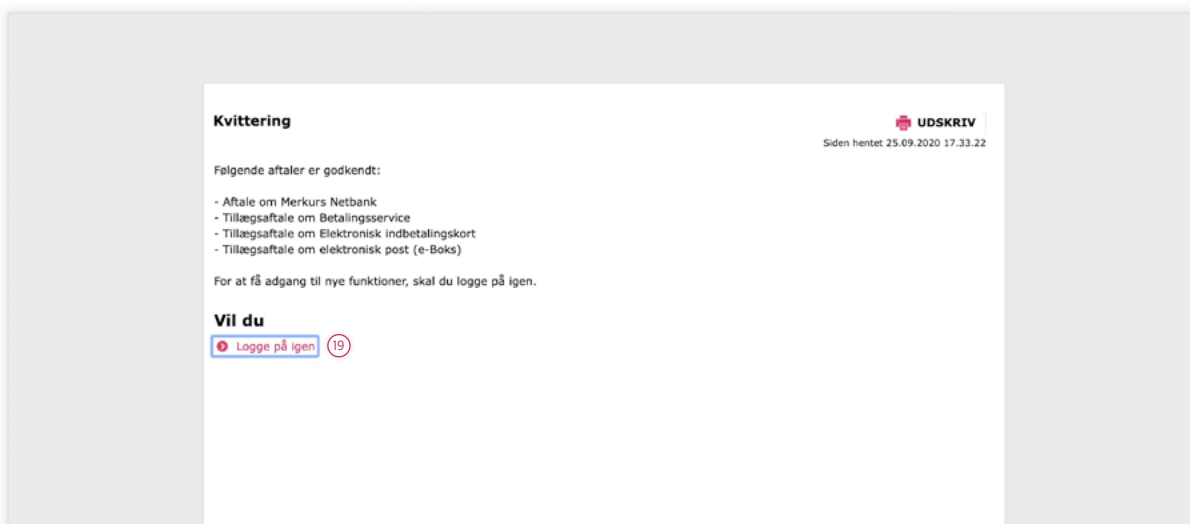 Kvittering
UDSKRIV
Siden hentet 25.09.2020 17.33.22
Følgende aftaler er godkendt:
- Aftale om Merkurs Netbank
- Tillægsaftale om Betalingsservice
- Tillægsaftale om Elektronisk indbetalingskort
- Tillægsaftale om elektronisk post (e-Boks)
For at få adgang til nye funktioner, skal du logge på igen.
Vil du
Logge på igen 19